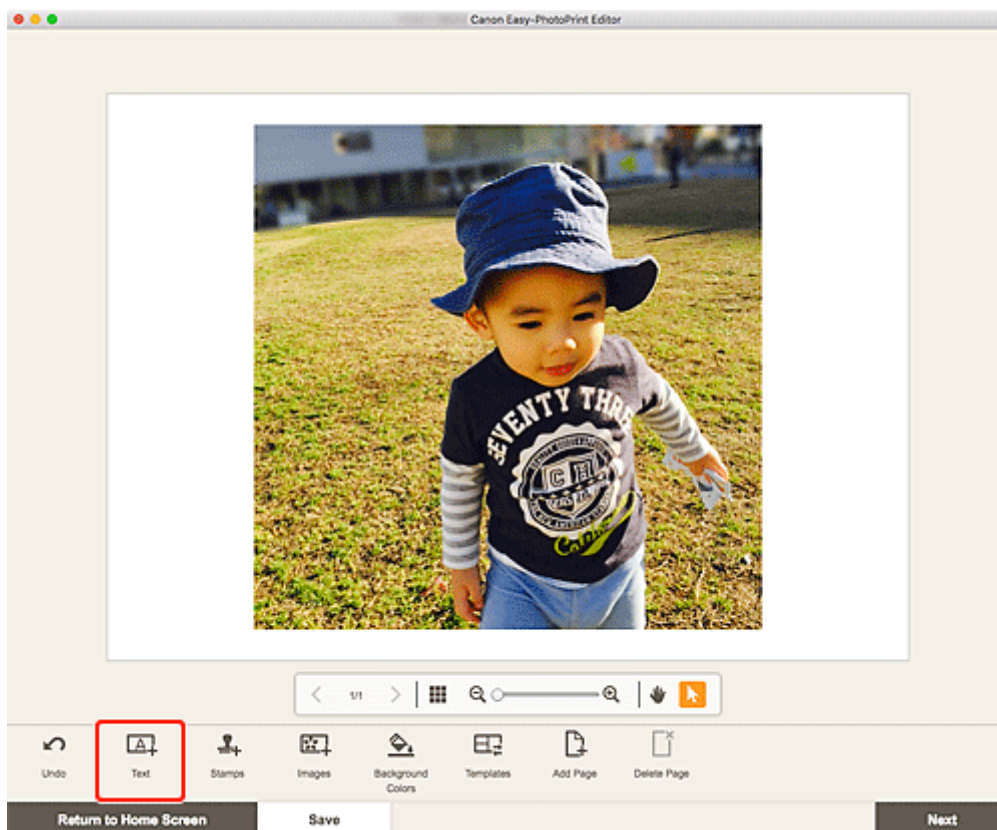 Canon Easy-PhotoPrint Editor
SEVENTY THRE
C H
1/1
A
Undo
Text
Stamps
Images
Background
Colors
Templates
Add Page
Delete Page
Return to Home Screen
Save
Next